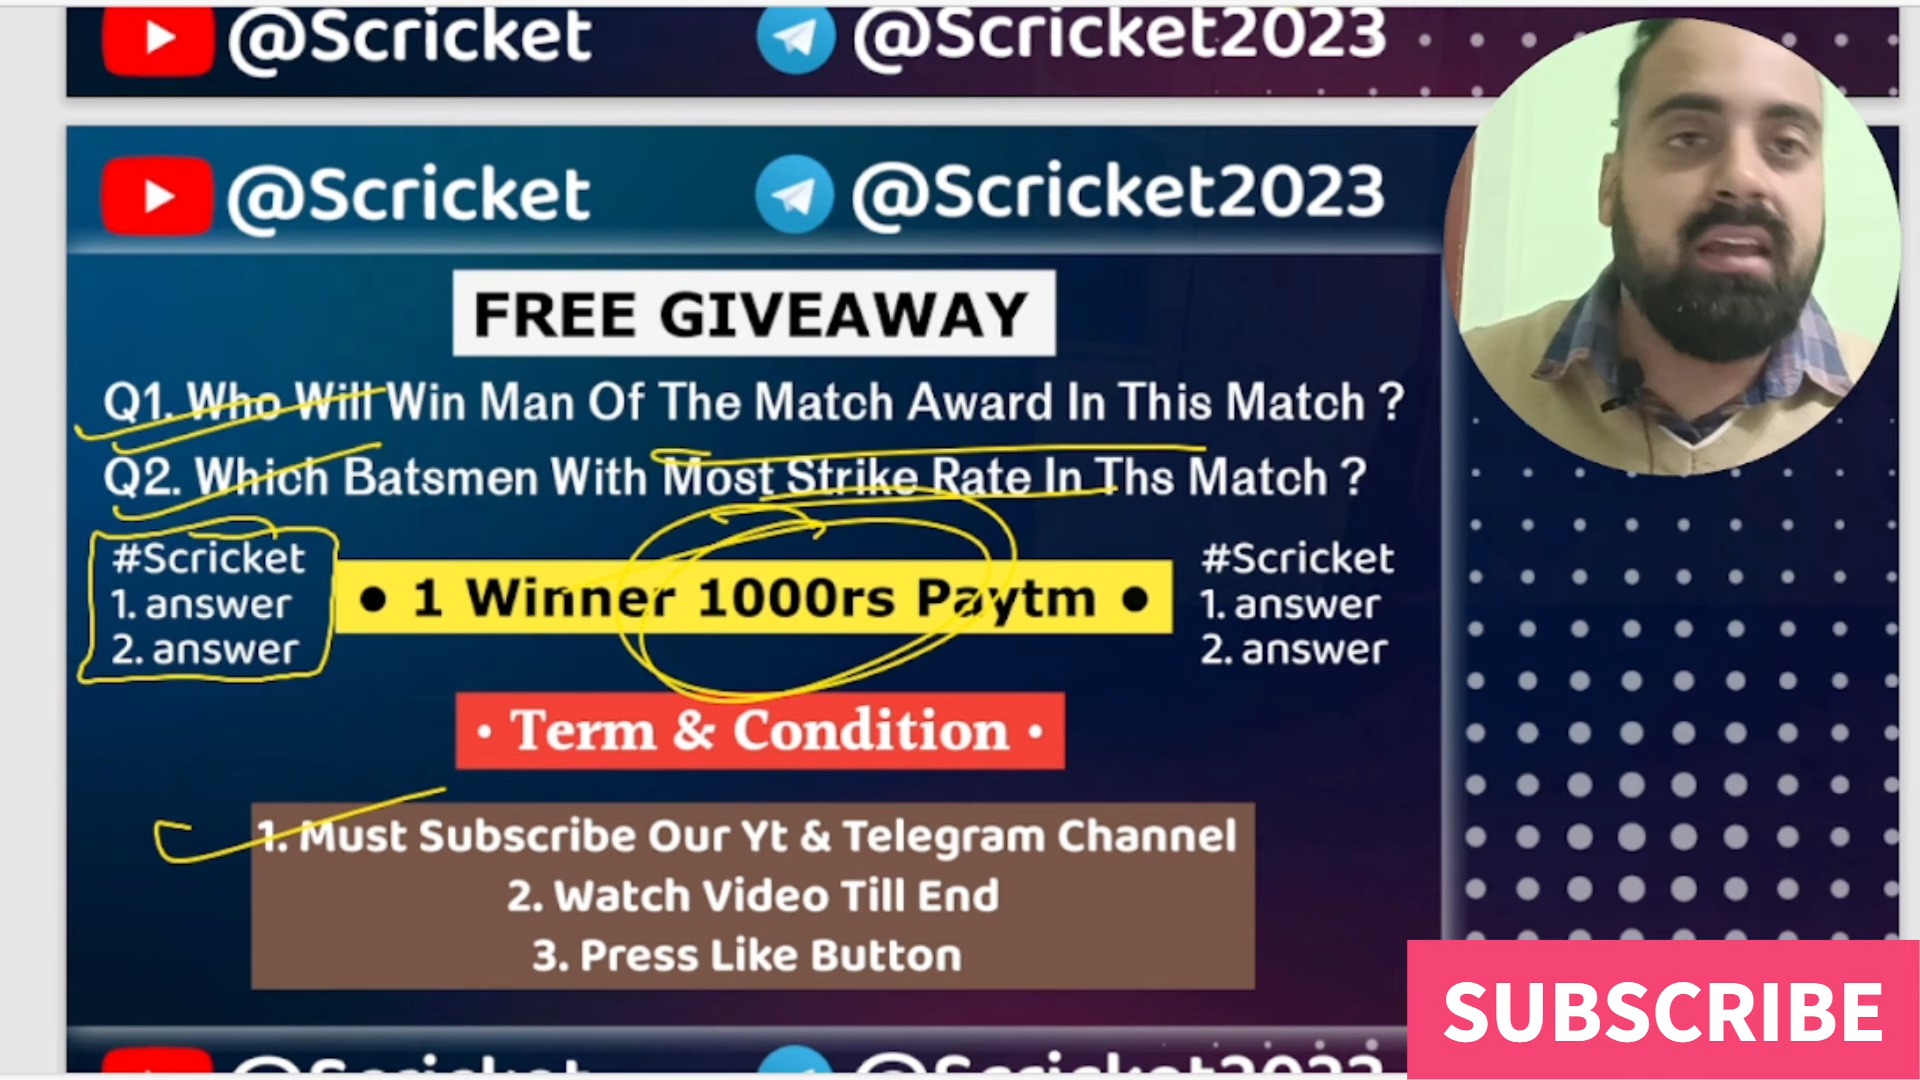 @Scricket @Scricket2023
@Scricket @Scricket2023
FREE GIVEAWAY
Q1. Who Will Win Man Of The Match Award In This Match ?
Q2. Which Batsmen With Most Strike Rate In Ths Match ?
#Scricket
1. answer
2. answer
• 1 Winner 1000rs Paytm •
#Scricket
1. answer
2. answer
• Term & Condition •
1. Must Subscribe Our Yt & Telegram Channel
2. Watch Video Till End
3. Press Like Button
SUBSCRIBE
@Scricket @Scricket2023